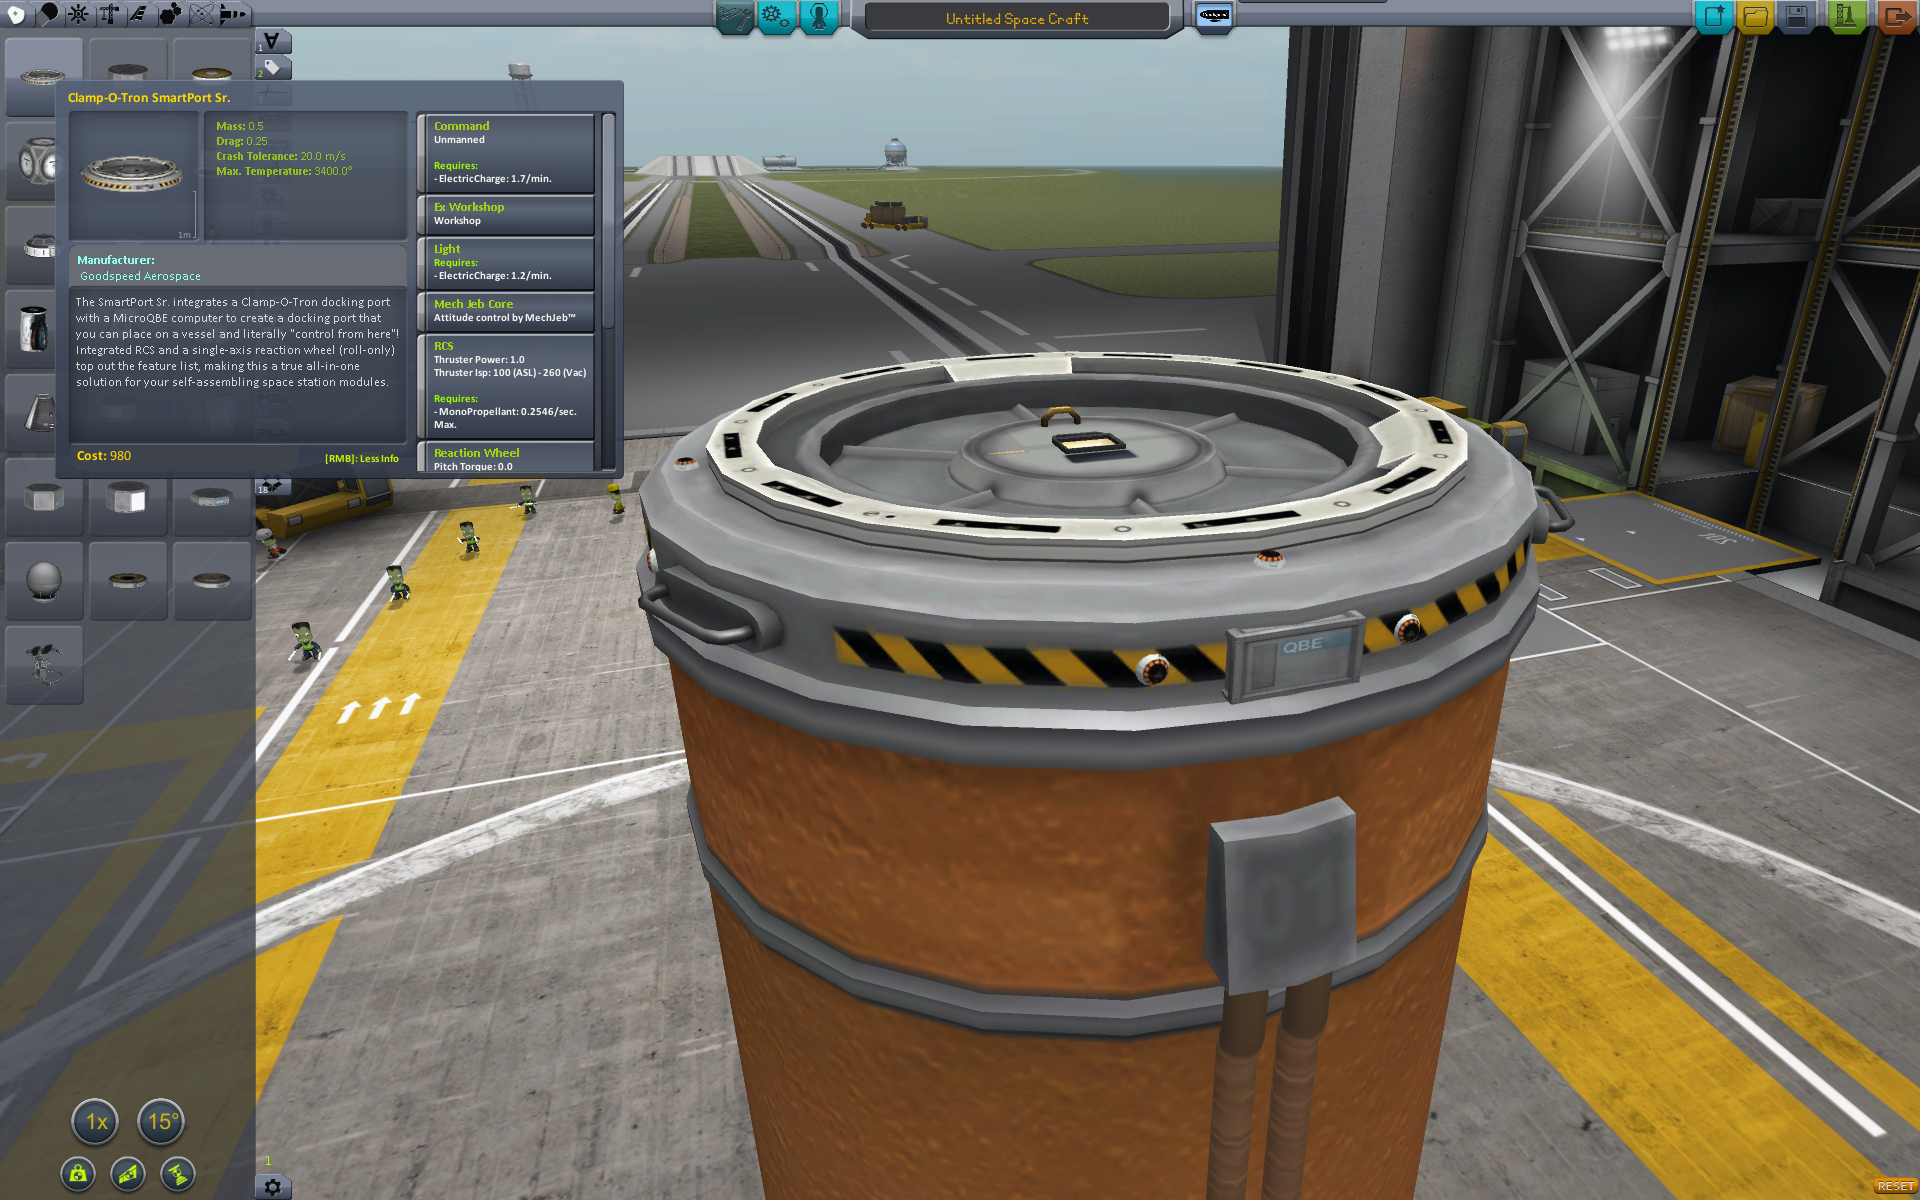 Untitled Space Craft
1
2
Clamp-O-Tron SmartPort Sr.
Mass: 0.5
Drag: 0.25
Crash Tolerance: 20.0 m/s
Max. Temperature: 3400.0°
1m
Manufacturer:
Goodspeed Aerospace
The SmartPort Sr. integrates a Clamp-O-Tron docking port
with a MicroQBE computer to create a docking port that
you can place on a vessel and literally "control from here"!
Integrated RCS and a single-axis reaction wheel (roll-only)
top out the feature list, making this a true all-in-one
solution for your self-assembling space station modules.
Cost: 980
[RMB]: Less Info
Command
Unmanned
Requires:
- ElectricCharge: 1.7/min.
Ex Workshop
Workshop
Light
Requires:
- ElectricCharge: 1.2/min.
Mech Jeb Core
Attitude control by MechJeb™
RCS
Thruster Power: 1.0
Thruster Isp: 100 (ASL) - 260 (Vac)
Requires:
- MonoPropellant: 0.2546/sec.
Max.
Reaction Wheel
Pitch Torque: 0.0
18
QBE
01
1x
15°
1
RESET